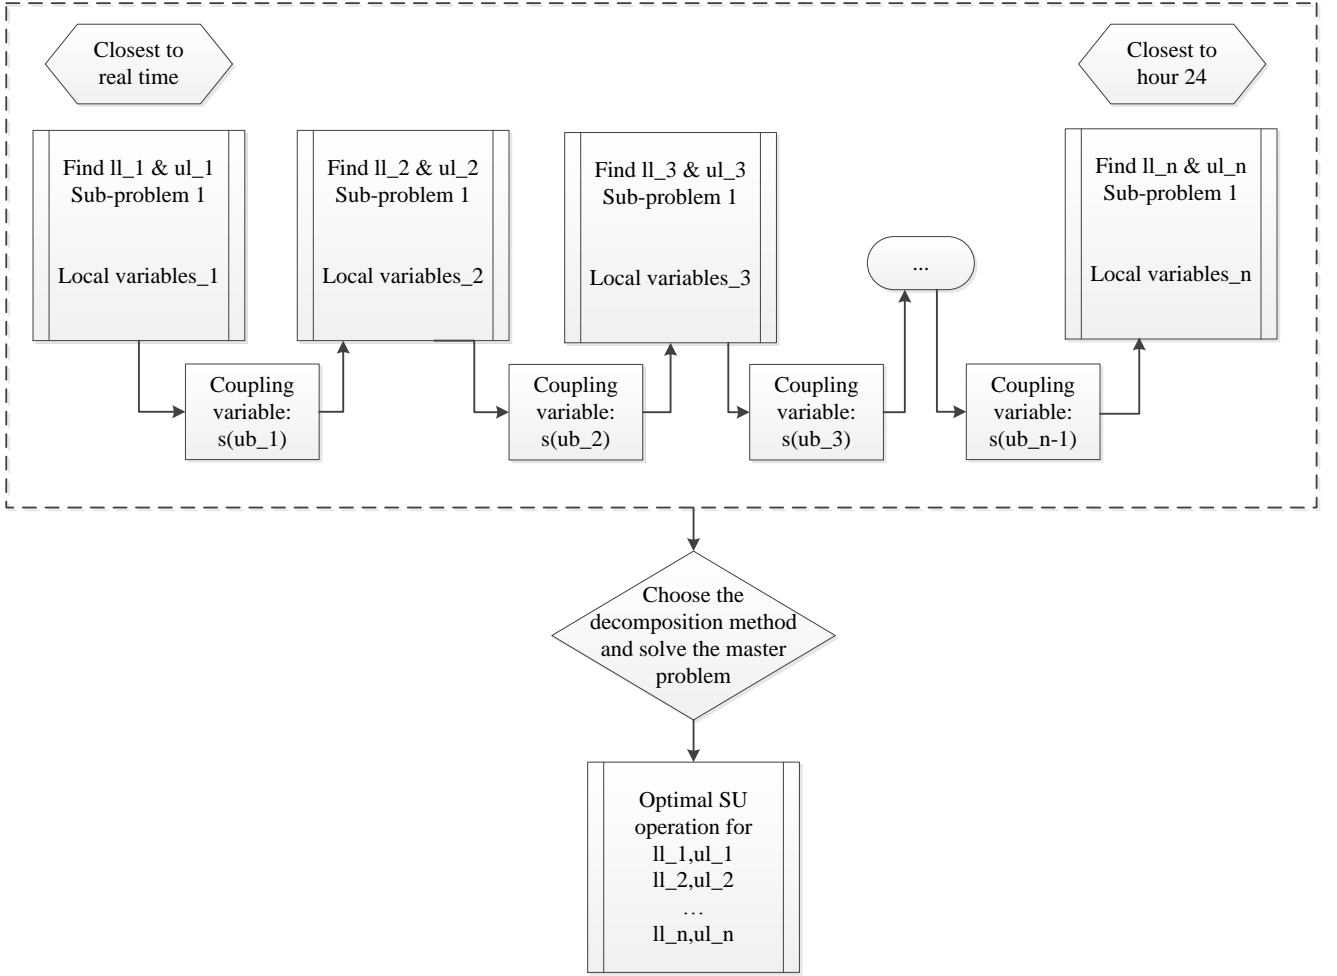 Closest to
real time
Closest to
hour 24
Find ll_1 & ul_1
Sub-problem 1
Local variables_1
Find ll_2 & ul_2
Sub-problem 1
Local variables_2
Find ll_3 & ul_3
Sub-problem 1
Local variables_3
...
Find ll_n & ul_n
Sub-problem 1
Local variables_n
Coupling
variable:
s(ub_1)
Coupling
variable:
s(ub_2)
Coupling
variable:
s(ub_3)
Coupling
variable:
s(ub_n-1)
Choose the
decomposition method
and solve the master
problem
Optimal SU
operation for
ll_1,ul_1
ll_2,ul_2
…
ll_n,ul_n